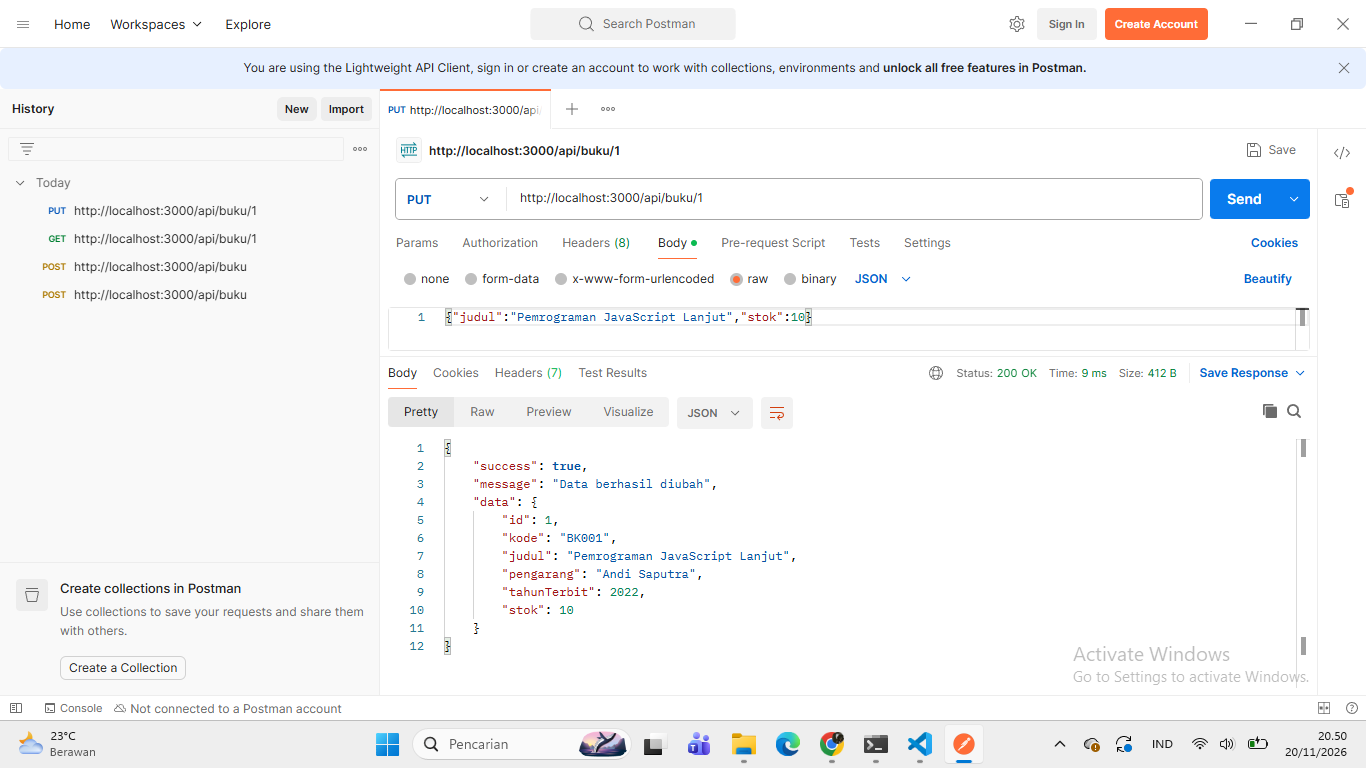 Home Workspaces Explore Search Postman Sign In Create Account
You are using the Lightweight API Client, sign in or create an account to work with collections, environments and unlock all free features in Postman.
History New Import
PUT http://localhost:3000/api
HTTP http://localhost:3000/api/buku/1 Save
Today
PUT http://localhost:3000/api/buku/1
GET http://localhost:3000/api/buku/1
POST http://localhost:3000/api/buku
POST http://localhost:3000/api/buku
PUT http://localhost:3000/api/buku/1 Send
Params Authorization Headers (8) Body Pre-request Script Tests Settings Cookies
none form-data x-www-form-urlencoded raw binary JSON Beautify
1 {"judul":"Pemrograman JavaScript Lanjut","stok":10}
Body Cookies Headers (7) Test Results Status: 200 OK Time: 9 ms Size: 412 B Save Response
Pretty Raw Preview Visualize JSON
1 {
2 "success": true,
3 "message": "Data berhasil diubah",
4 "data": {
5 "id": 1,
6 "kode": "BK001",
7 "judul": "Pemrograman JavaScript Lanjut",
8 "pengarang": "Andi Saputra",
9 "tahunTerbit": 2022,
10 "stok": 10
11 }
12 }
Create collections in Postman
Use collections to save your requests and share them
with others.
Create a Collection
Activate Windows
Go to Settings to activate Windows.
Console Not connected to a Postman account
23°C
Berawan
Pencarian
IND
20.50
20/11/2026